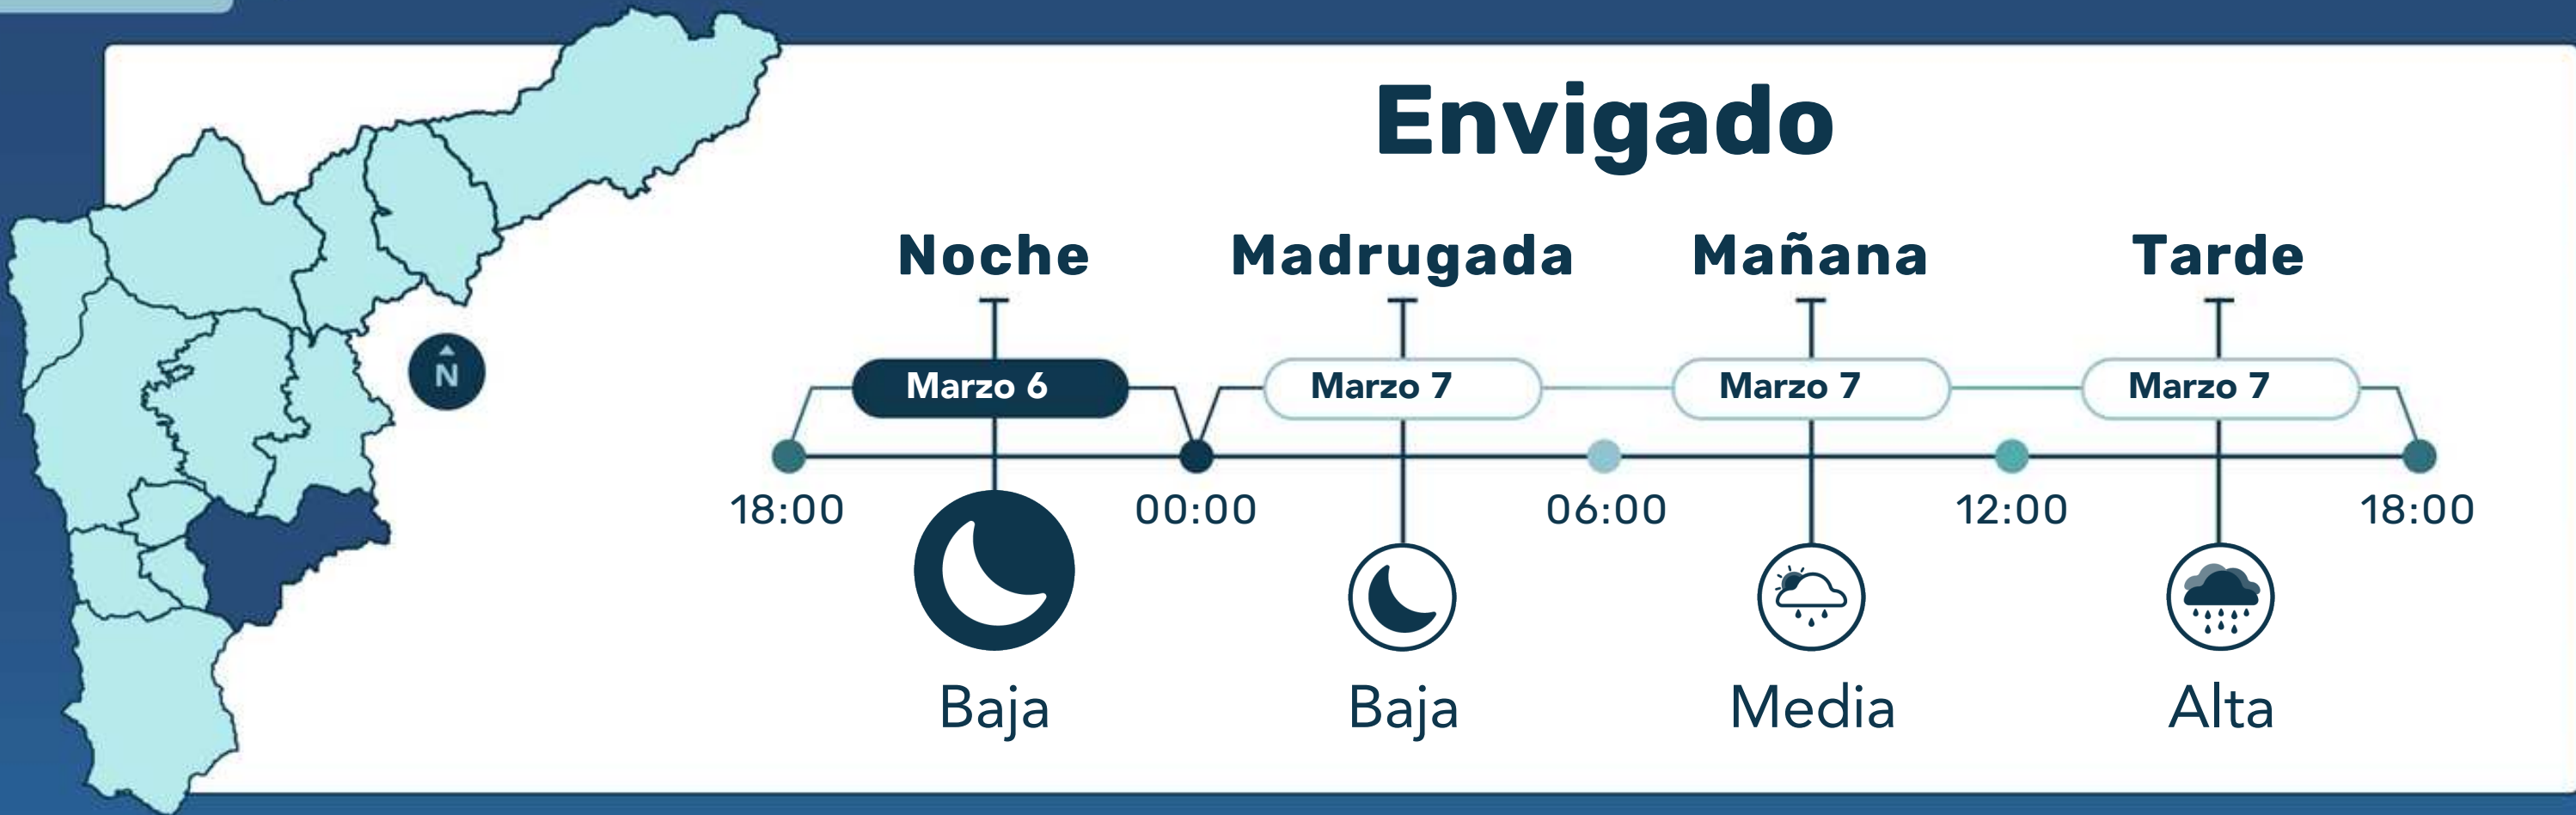 Envigado
Noche Madrugada Mañana Tarde
N
Marzo 6 Marzo 7 Marzo 7 Marzo 7
18:00 00:00 06:00 12:00 18:00
Baja Baja Media Alta